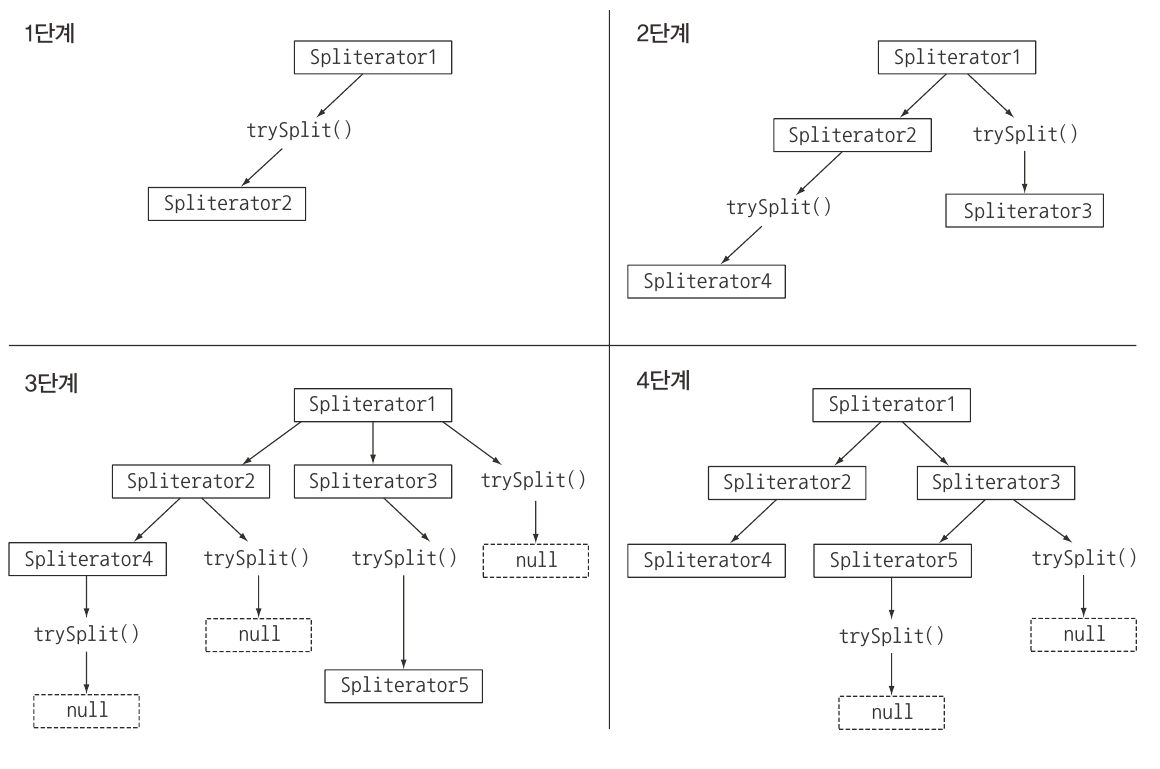 1단계
Spliterator1
trySplit()
Spliterator2
2단계
Spliterator1
Spliterator2
trySplit()
trySplit()
Spliterator3
Spliterator4
3단계
Spliterator1
Spliterator2
Spliterator3
trySplit()
Spliterator4
trySplit()
trySplit()
null
trySplit()
null
Spliterator5
null
4단계
Spliterator1
Spliterator2
Spliterator3
Spliterator4
Spliterator5
trySplit()
trySplit()
null
null